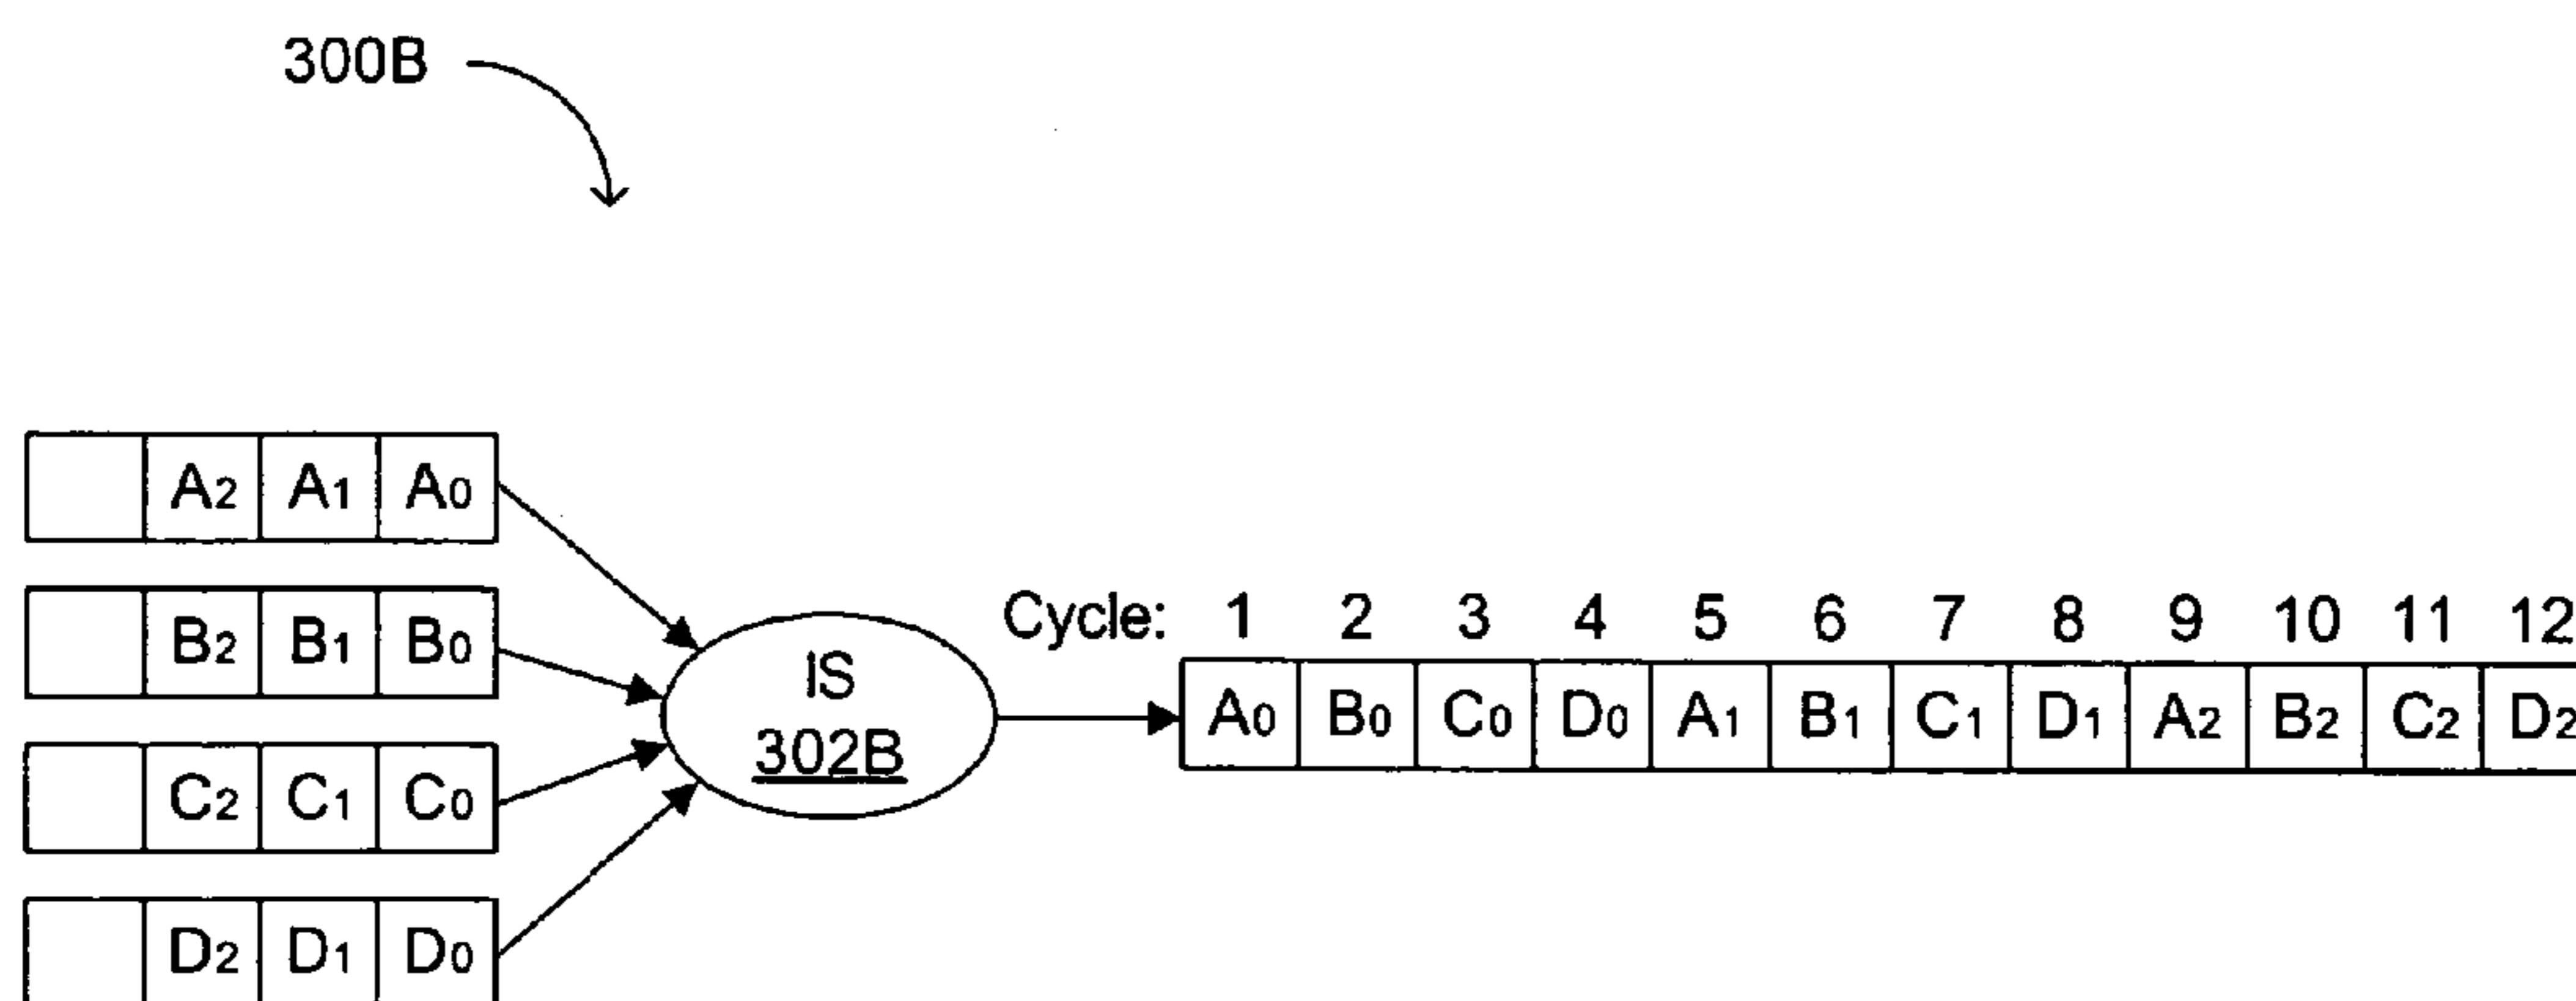 300B
A2 A1 A0
B2 B1 B0
C2 C1 C0
D2 D1 D0
IS
302B
Cycle: 1 2 3 4 5 6 7 8 9 10 11 12
A0 B0 C0 D0 A1 B1 C1 D1 A2 B2 C2 D2